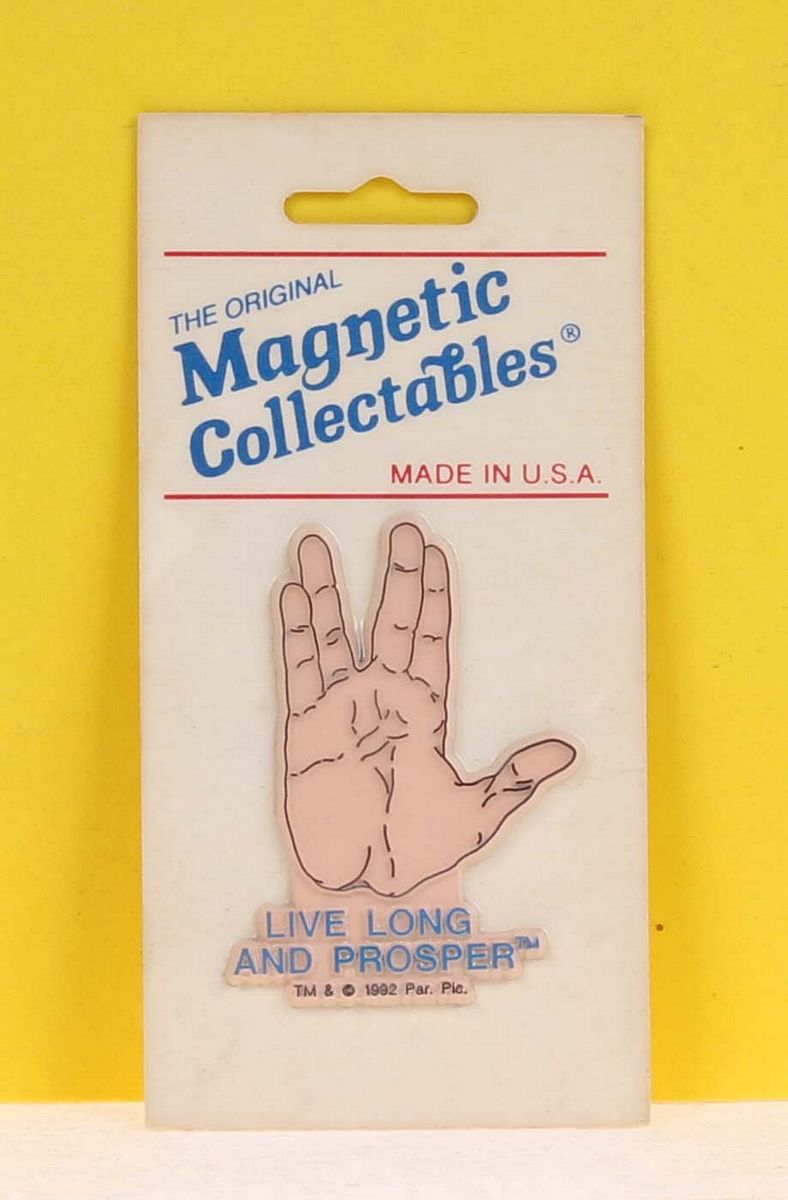 THE ORIGINAL
Magnetic
Collectables®
MADE IN U.S.A.
LIVE LONG
AND PROSPER™
TM & © 1992 Par. Pic.